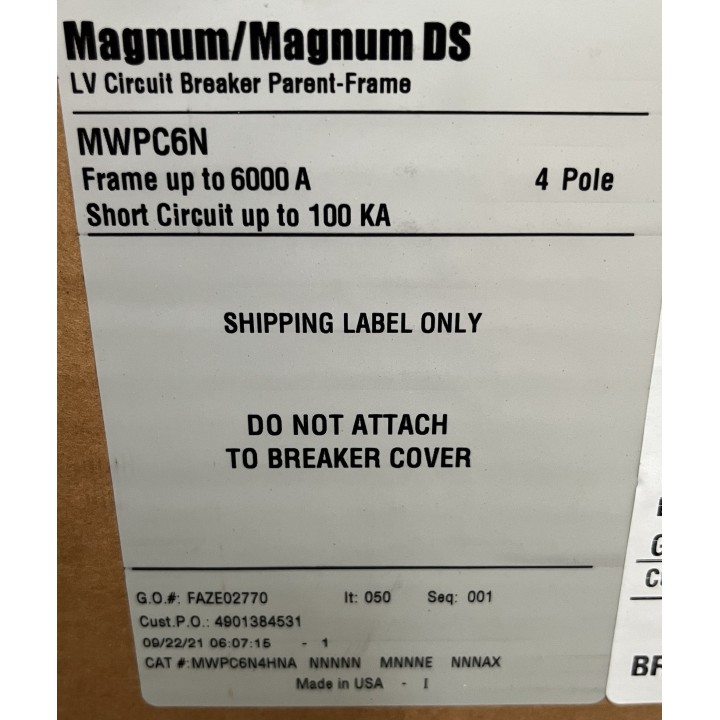 Magnum/Magnum DS
LV Circuit Breaker Parent-Frame
MWPC6N
Frame up to 6000 A 4 Pole
Short Circuit up to 100 KA
SHIPPING LABEL ONLY
DO NOT ATTACH
TO BREAKER COVER
G.O.#: FAZE02770 It: 050 Seq: 001
Cust.P.O.: 4901384531
09/22/21 06:07:15 - 1
CAT #:MWPC6N4HNA NNNNN MNNNE NNNAX
Made in USA - I